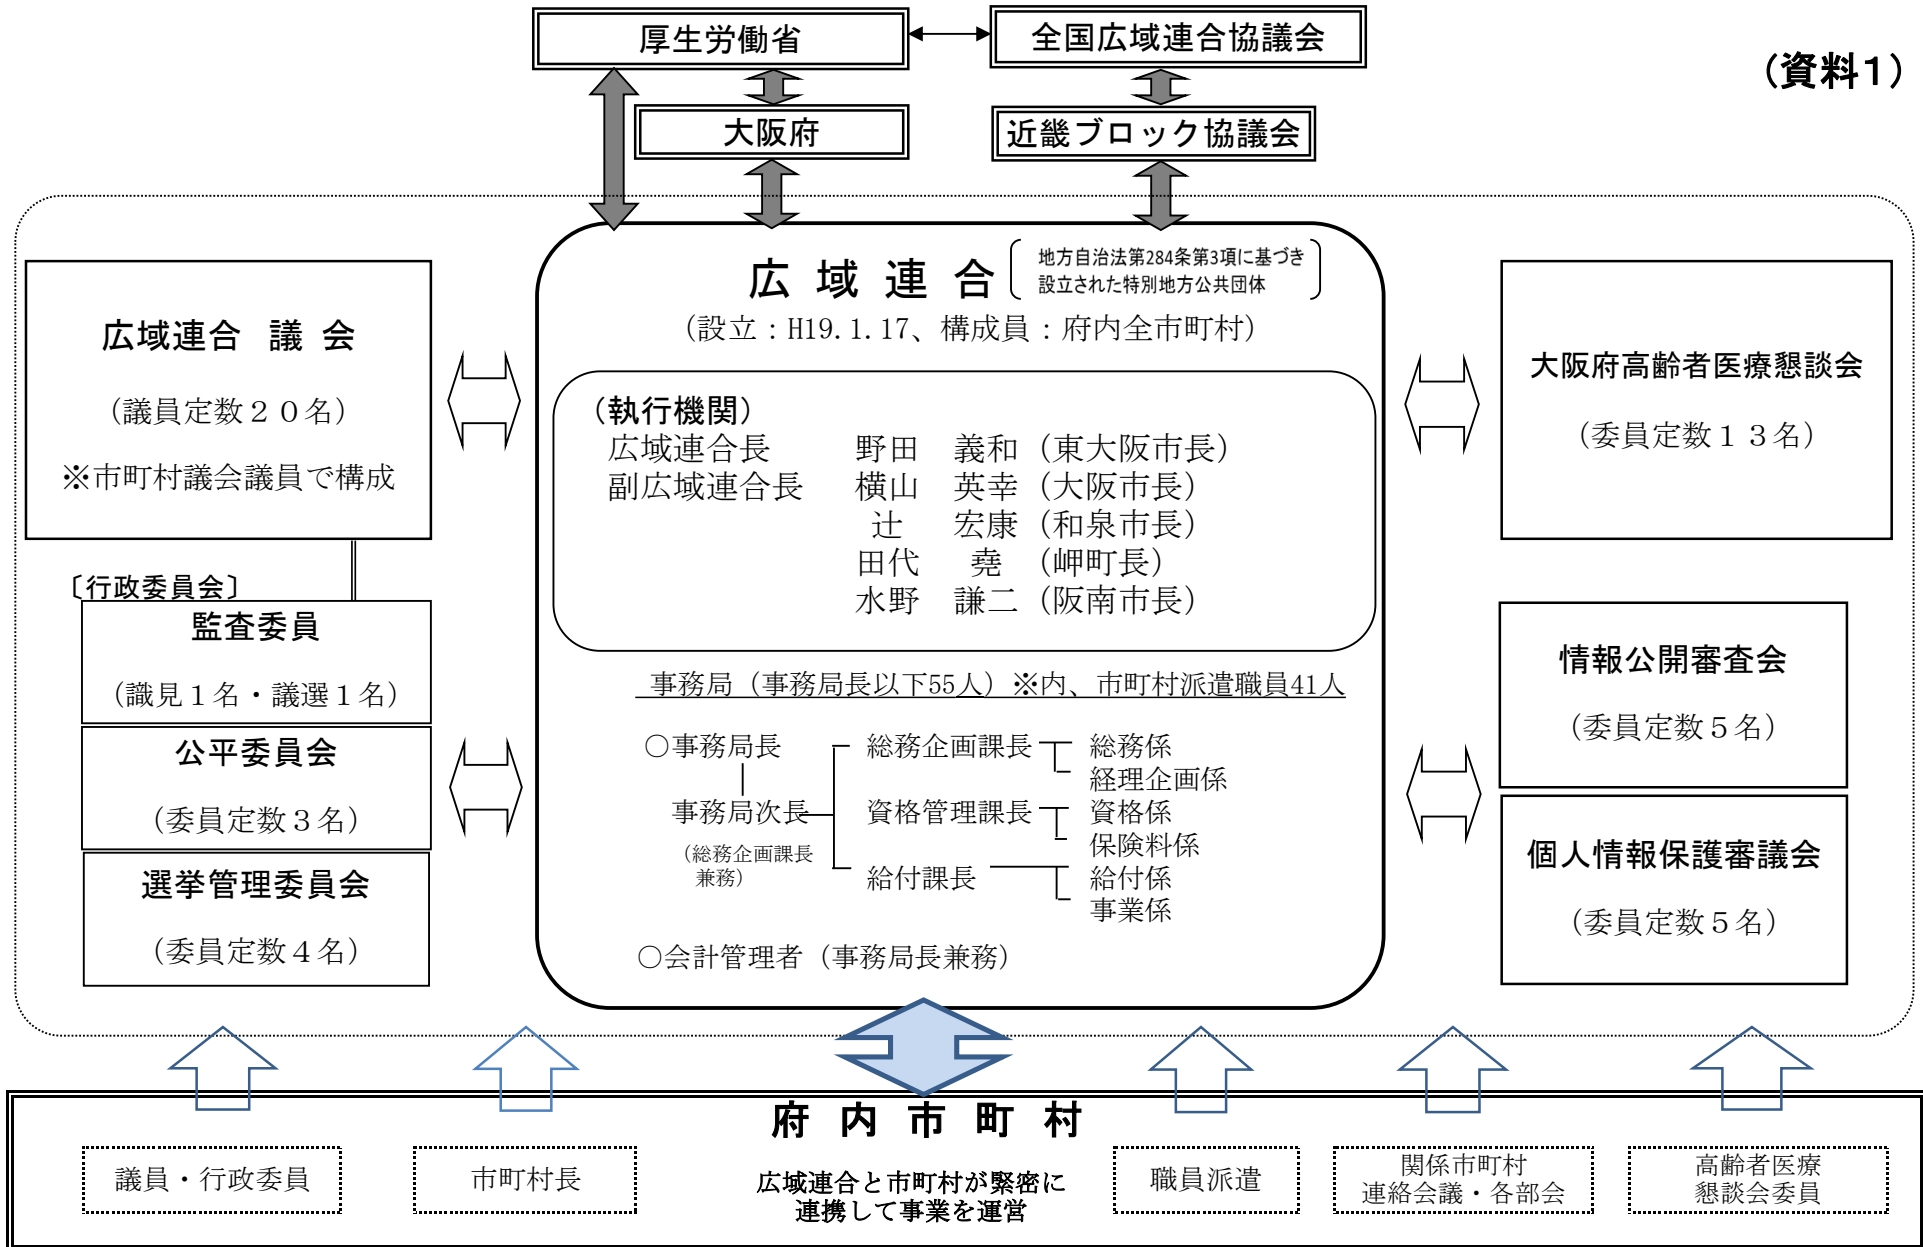 厚生労働省
全国広域連合協議会
（資料１）
大阪府
近畿ブロック協議会
広域連合
地方自治法第284条第3項に基づき
設立された特別地方公共団体
（設立：H19.1.17、構成員：府内全市町村）
広域連合 議 会
（議員定数２０名）
※市町村議会議員で構成
（執行機関）
広域連合長 野田 義和（東大阪市長）
副広域連合長 横山 英幸（大阪市長）
辻 宏康（和泉市長）
田代 堯（岬町長）
水野 謙二（阪南市長）
大阪府高齢者医療懇談会
（委員定数１３名）
〔行政委員会〕
監査委員
（識見１名・議選１名）
公平委員会
（委員定数３名）
選挙管理委員会
（委員定数４名）
事務局（事務局長以下55人）※内、市町村派遣職員41人
○事務局長
事務局次長
（総務企画課長
兼務）
総務企画課長
総務係
経理企画係
資格管理課長
資格係
保険料係
給付課長
給付係
事業係
○会計管理者（事務局長兼務）
情報公開審査会
（委員定数５名）
個人情報保護審議会
（委員定数５名）
府内市町村
広域連合と市町村が緊密に
連携して事業を運営
議員・行政委員
市町村長
職員派遣
関係市町村
連絡会議・各部会
高齢者医療
懇談会委員